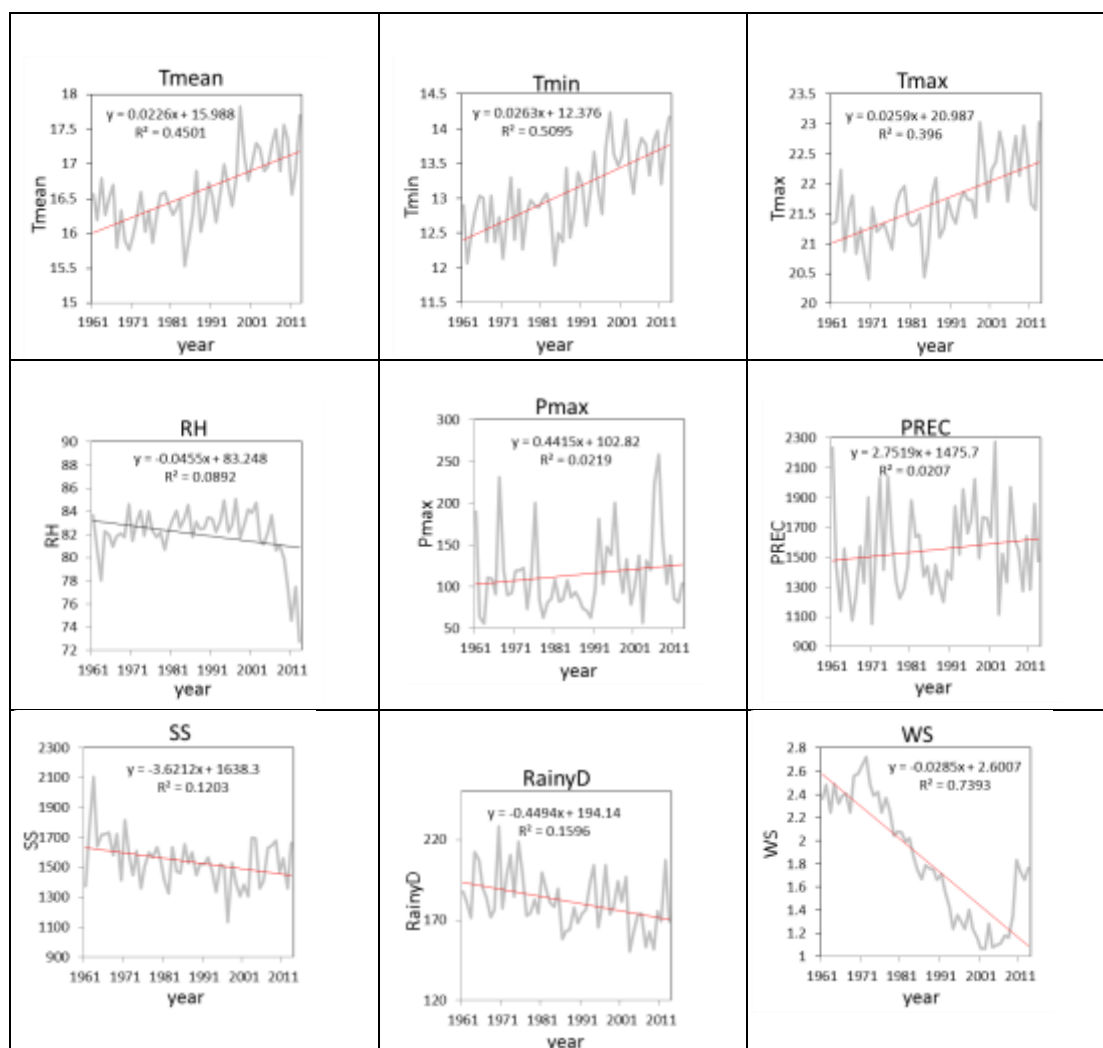 Tmean
y = 0.0226x + 15.988
R² = 0.4501
18
17.5
17
16.5
16
15.5
15
Tmean
1961 1971 1981 1991 2001 2011
year
Tmin
y = 0.0263x + 12.376
R² = 0.5095
14.5
14
13.5
13
12.5
12
11.5
Tmin
1961 1971 1981 1991 2001 2011
year
Tmax
y = 0.0259x + 20.987
R² = 0.396
23.5
23
22.5
22
21.5
21
20.5
20
Tmax
1961 1971 1981 1991 2001 2011
year
RH
y = -0.0455x + 83.248
R² = 0.0892
90
88
86
84
82
80
78
76
74
72
RH
1961 1971 1981 1991 2001 2011
year
Pmax
y = 0.4415x + 102.82
R² = 0.0219
300
250
200
150
100
50
Pmax
1961 1971 1981 1991 2001 2011
year
PREC
y = 2.7519x + 1475.7
R² = 0.0207
2300
2100
1900
1700
1500
1300
1100
900
PREC
1961 1971 1981 1991 2001 2011
year
SS
y = -3.6212x + 1638.3
R² = 0.1203
2300
2100
1900
1700
1500
1300
1100
900
SS
1961 1971 1981 1991 2001 2011
year
RainyD
y = -0.4494x + 194.14
R² = 0.1596
220
170
120
RainyD
1961 1971 1981 1991 2001 2011
year
WS
y = -0.0285x + 2.6007
R² = 0.7393
2.8
2.6
2.4
2.2
2
1.8
1.6
1.4
1.2
1
WS
1961 1971 1981 1991 2001 2011
year